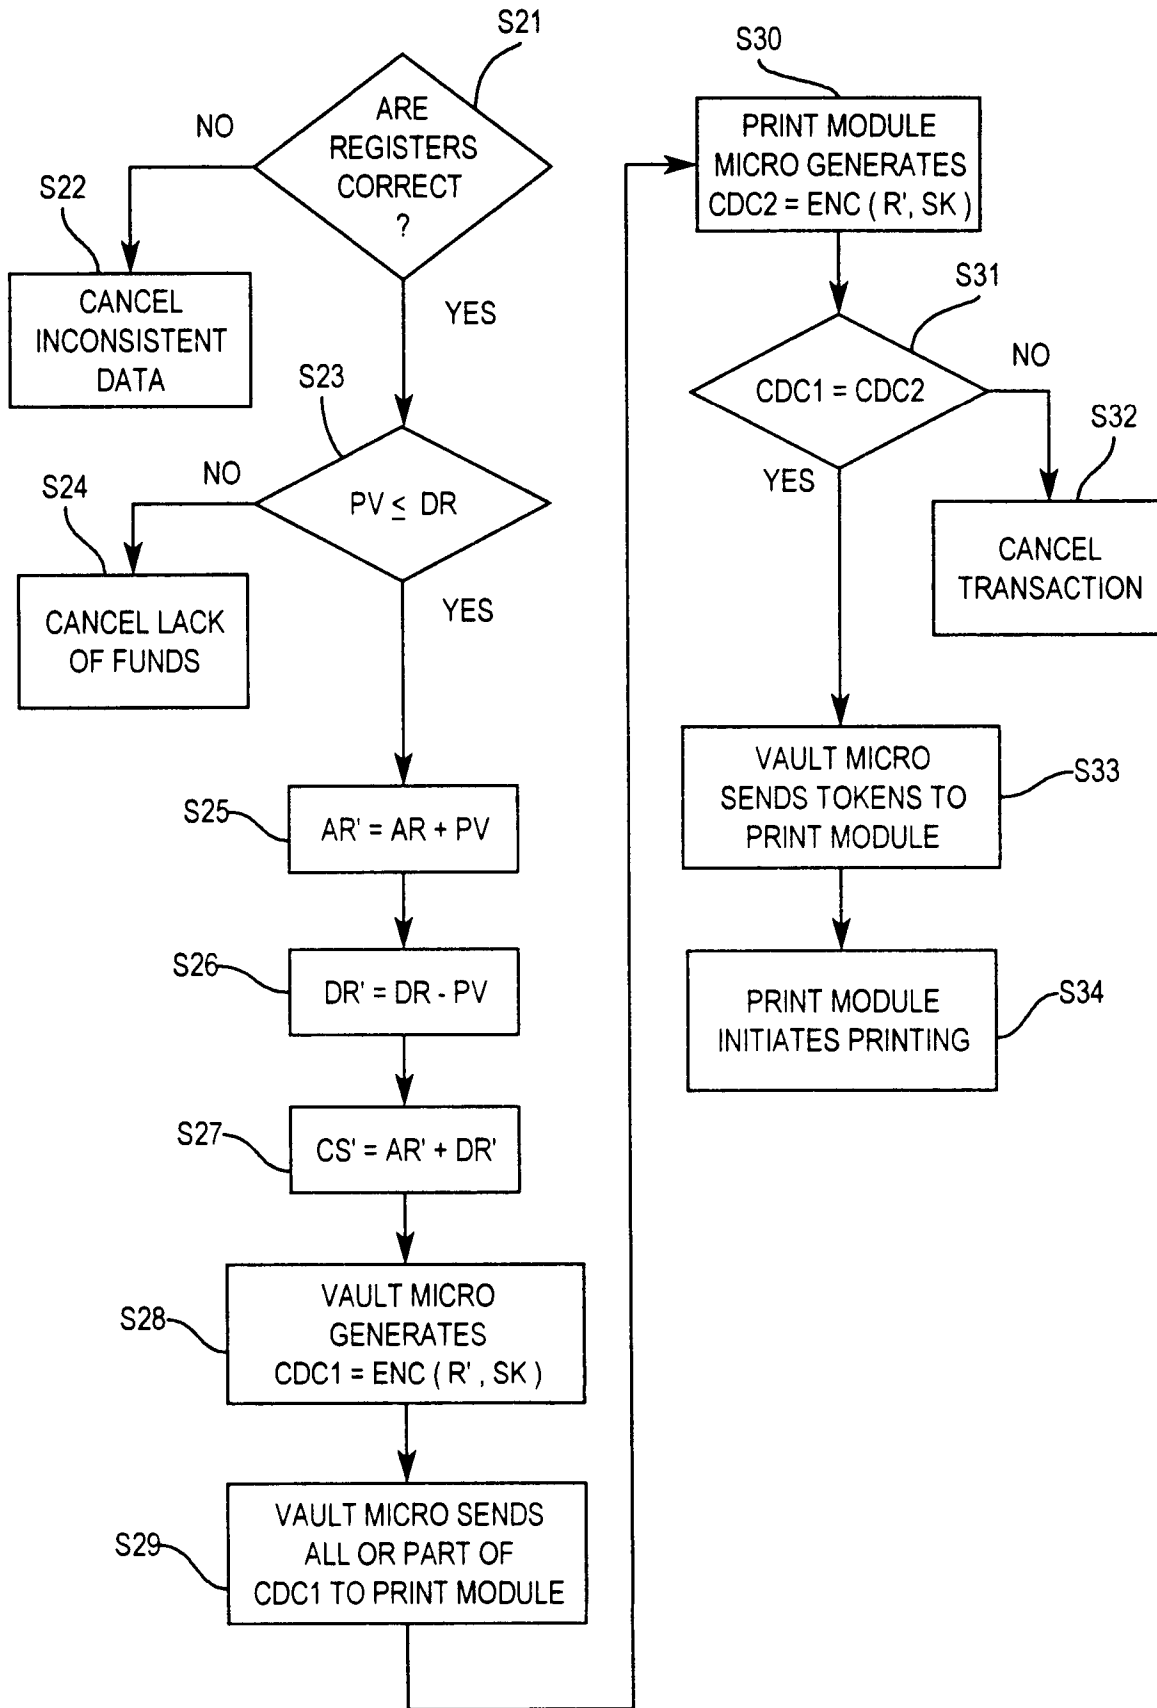 S21
ARE
REGISTERS
CORRECT
?
NO
YES
S22
CANCEL
INCONSISTENT
DATA
S23
PV ≤ DR
NO
YES
S24
CANCEL LACK
OF FUNDS
S25
AR' = AR + PV
S26
DR' = DR - PV
S27
CS' = AR' + DR'
S28
VAULT MICRO
GENERATES
CDC1 = ENC ( R' , SK )
S29
VAULT MICRO SENDS
ALL OR PART OF
CDC1 TO PRINT MODULE
S30
PRINT MODULE
MICRO GENERATES
CDC2 = ENC ( R', SK )
S31
CDC1 = CDC2
NO
YES
S32
CANCEL
TRANSACTION
S33
VAULT MICRO
SENDS TOKENS TO
PRINT MODULE
S34
PRINT MODULE
INITIATES PRINTING